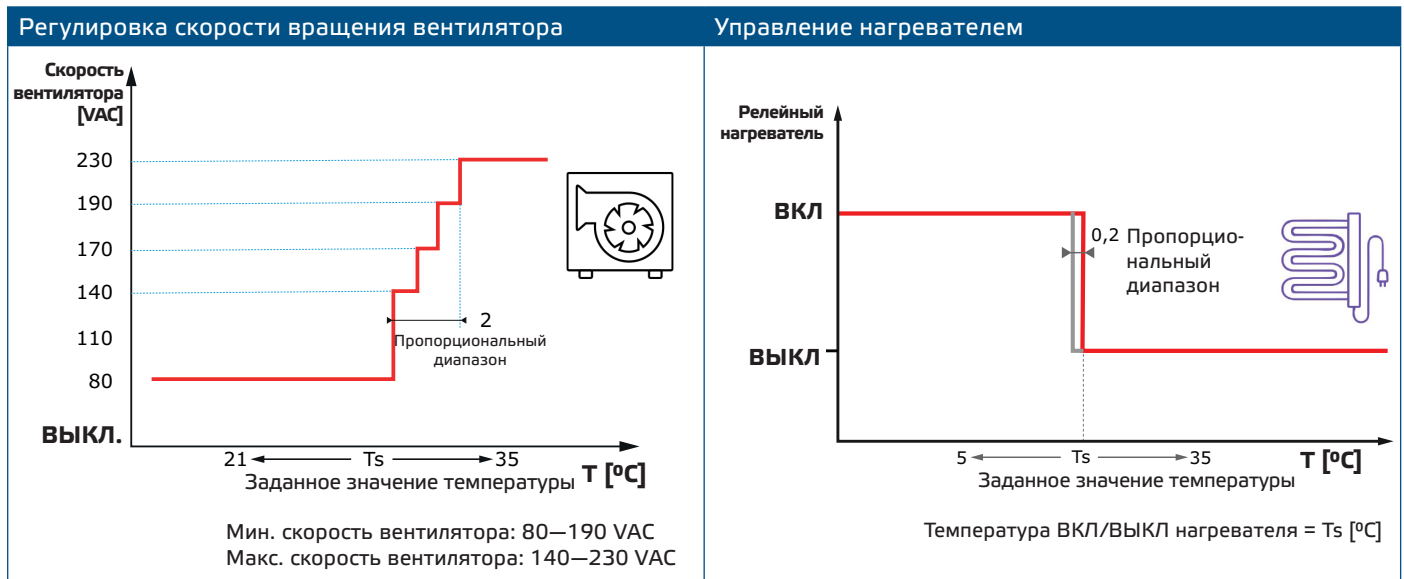 Регулировка скорости вращения вентилятора
Скорость
вентилятора
[VAC]
230
190
170
140
110
80
ВЫКЛ.
2
Пропорциональный
диапазон
21 Ts 35
T [ºC]
Заданное значение температуры
Мин. скорость вентилятора: 80—190 VAC
Макс. скорость вентилятора: 140—230 VAC
Управление нагревателем
Релейный
нагреватель
ВКЛ
0,2 Пропорцио-
нальный
диапазон
ВЫКЛ
5 Ts 35
T [ºC]
Заданное значение температуры
Температура ВКЛ/ВЫКЛ нагревателя = Ts [ºC]